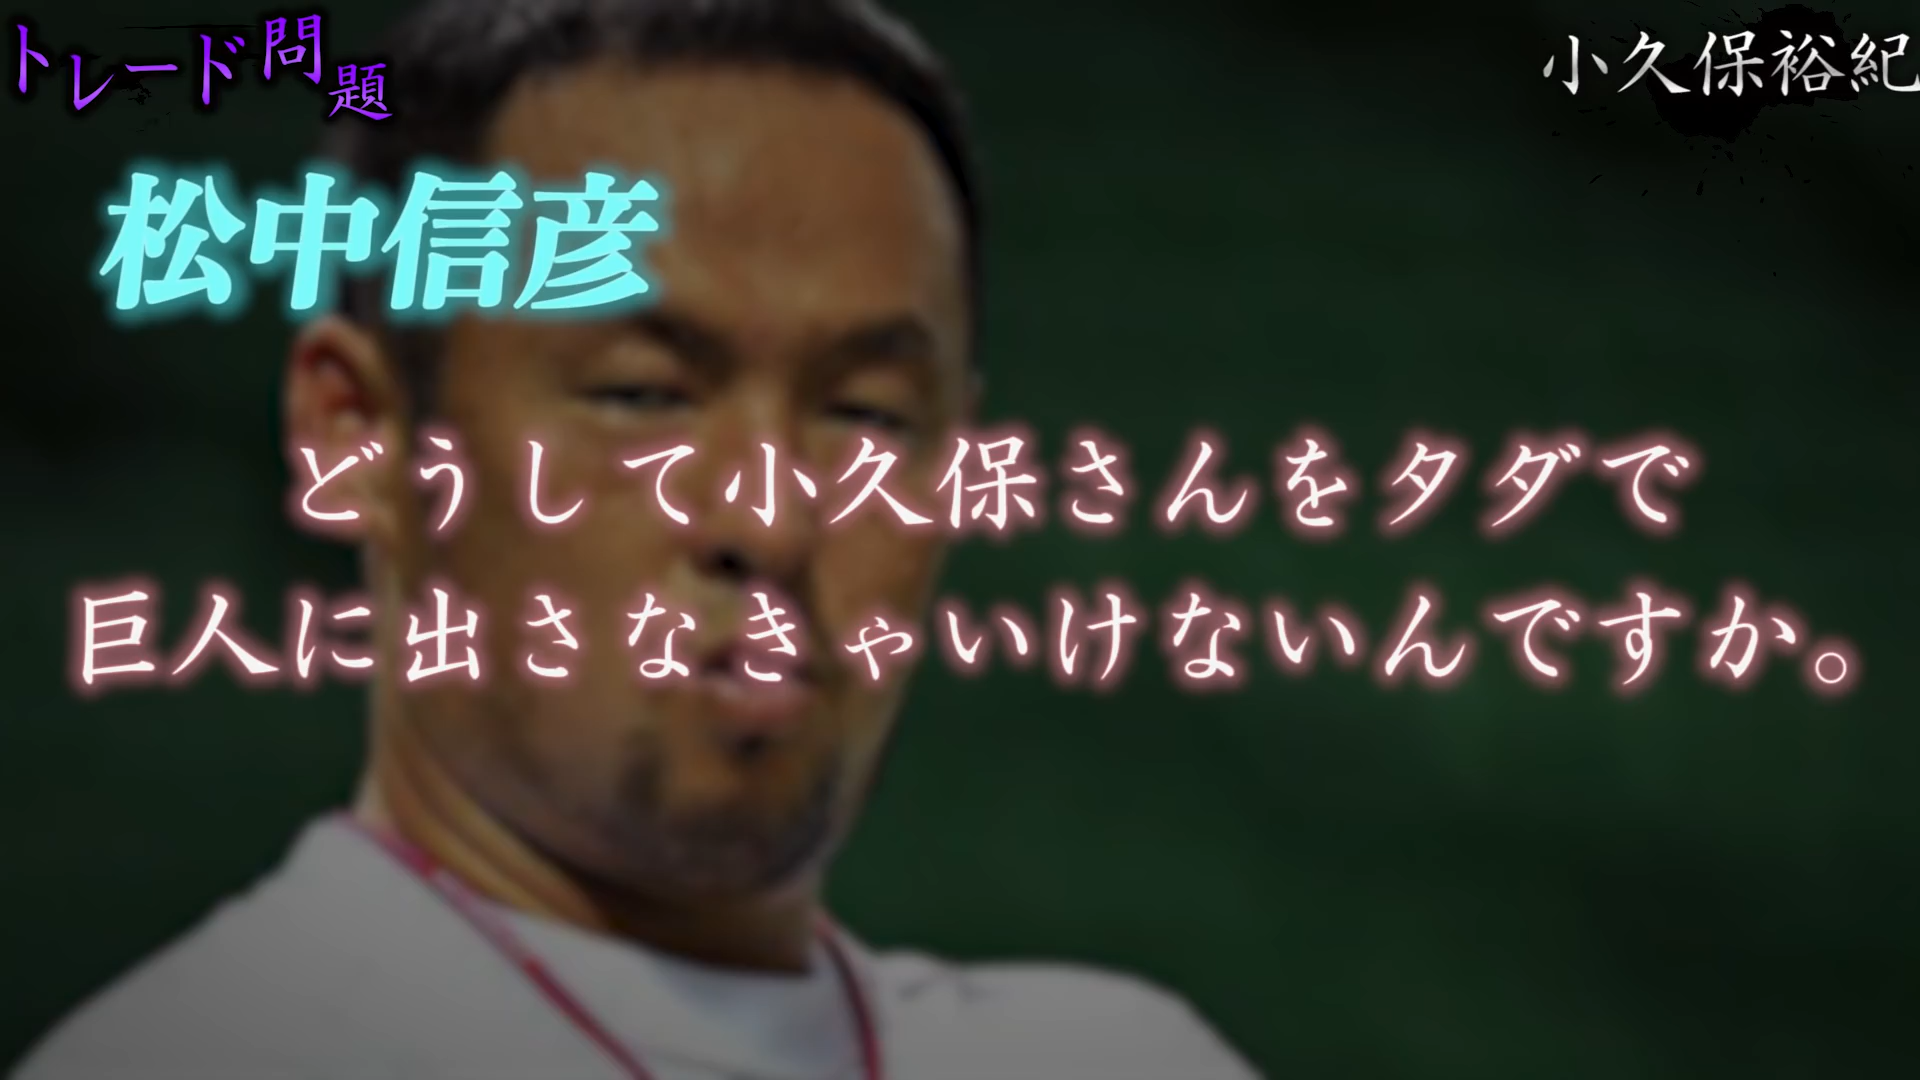 トレード問題
小久保裕紀
松中信彦
どうして小久保さんをタダで
巨人に出さなきゃいけないんですか。